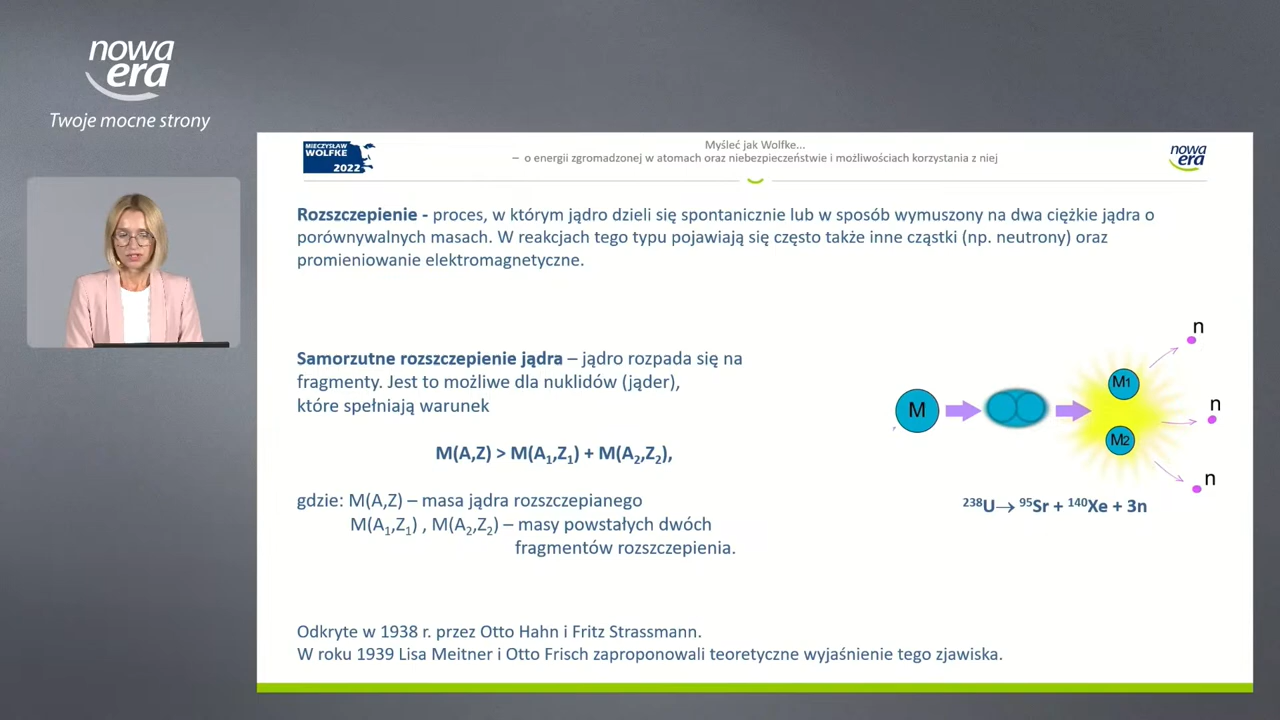 nowa
era
Twoje mocne strony
MIECZYSŁAW
WOLFKE
2022
Myśleć jak Wolfke...
– o energii zgromadzonej w atomach oraz niebezpieczeństwie i możliwościach korzystania z niej
nowa
era
Rozszczepienie - proces, w którym jądro dzieli się spontanicznie lub w sposób wymuszony na dwa ciężkie jądra o
porównywalnych masach. W reakcjach tego typu pojawiają się często także inne cząstki (np. neutrony) oraz
promieniowanie elektromagnetyczne.
Samorzutne rozszczepienie jądra – jądro rozpada się na
fragmenty. Jest to możliwe dla nuklidów (jąder),
które spełniają warunek
M(A,Z) > M(A₁,Z₁) + M(A₂,Z₂),
gdzie: M(A,Z) – masa jądra rozszczepianego
M(A₁,Z₁) , M(A₂,Z₂) – masy powstałych dwóch
fragmentów rozszczepienia.
n
M1
M
n
M2
n
²³⁸U→ ⁹⁵Sr + ¹⁴⁰Xe + 3n
Odkryte w 1938 r. przez Otto Hahn i Fritz Strassmann.
W roku 1939 Lisa Meitner i Otto Frisch zaproponowali teoretyczne wyjaśnienie tego zjawiska.